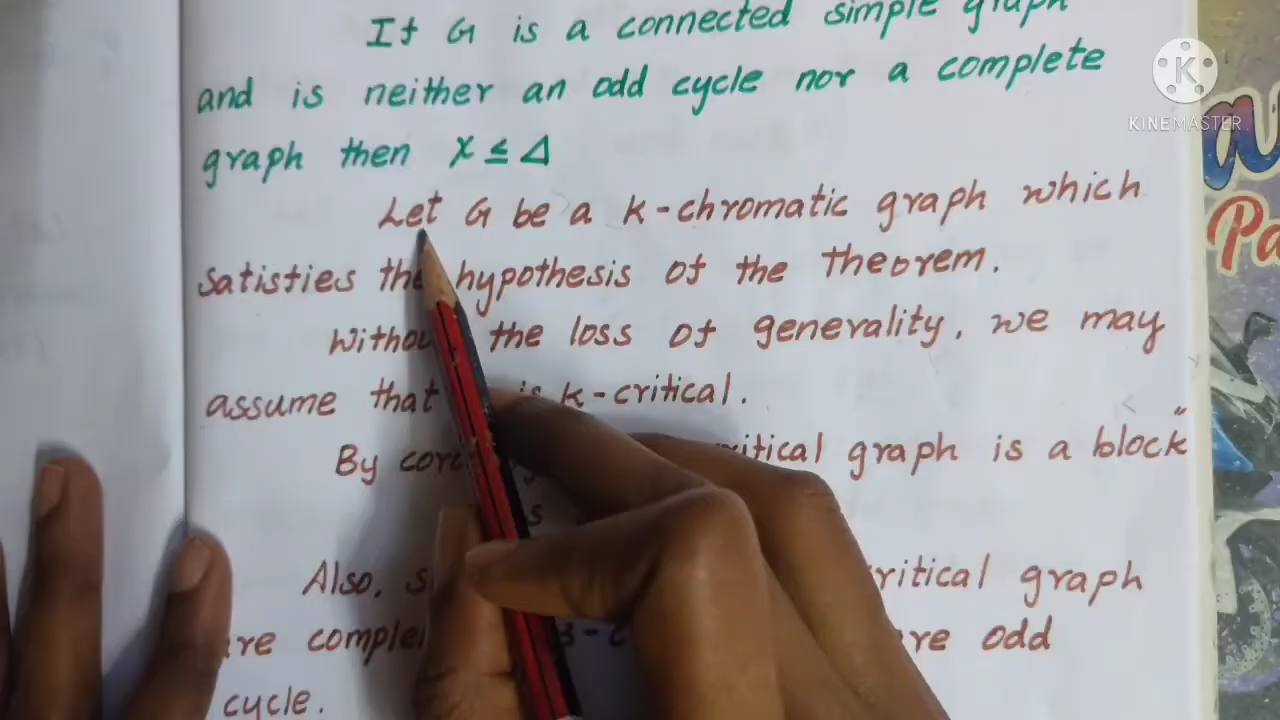 If G is a connected simple graph
and is neither an odd cycle nor a complete
graph then χ ≤ Δ
Let G be a k-chromatic graph which
satisfies the hypothesis of the theorem.
Without the loss of generality, we may
assume that is k-critical.
By critical graph is a block"
Also, critical graph
are are odd
cycle.
KINEMASTER